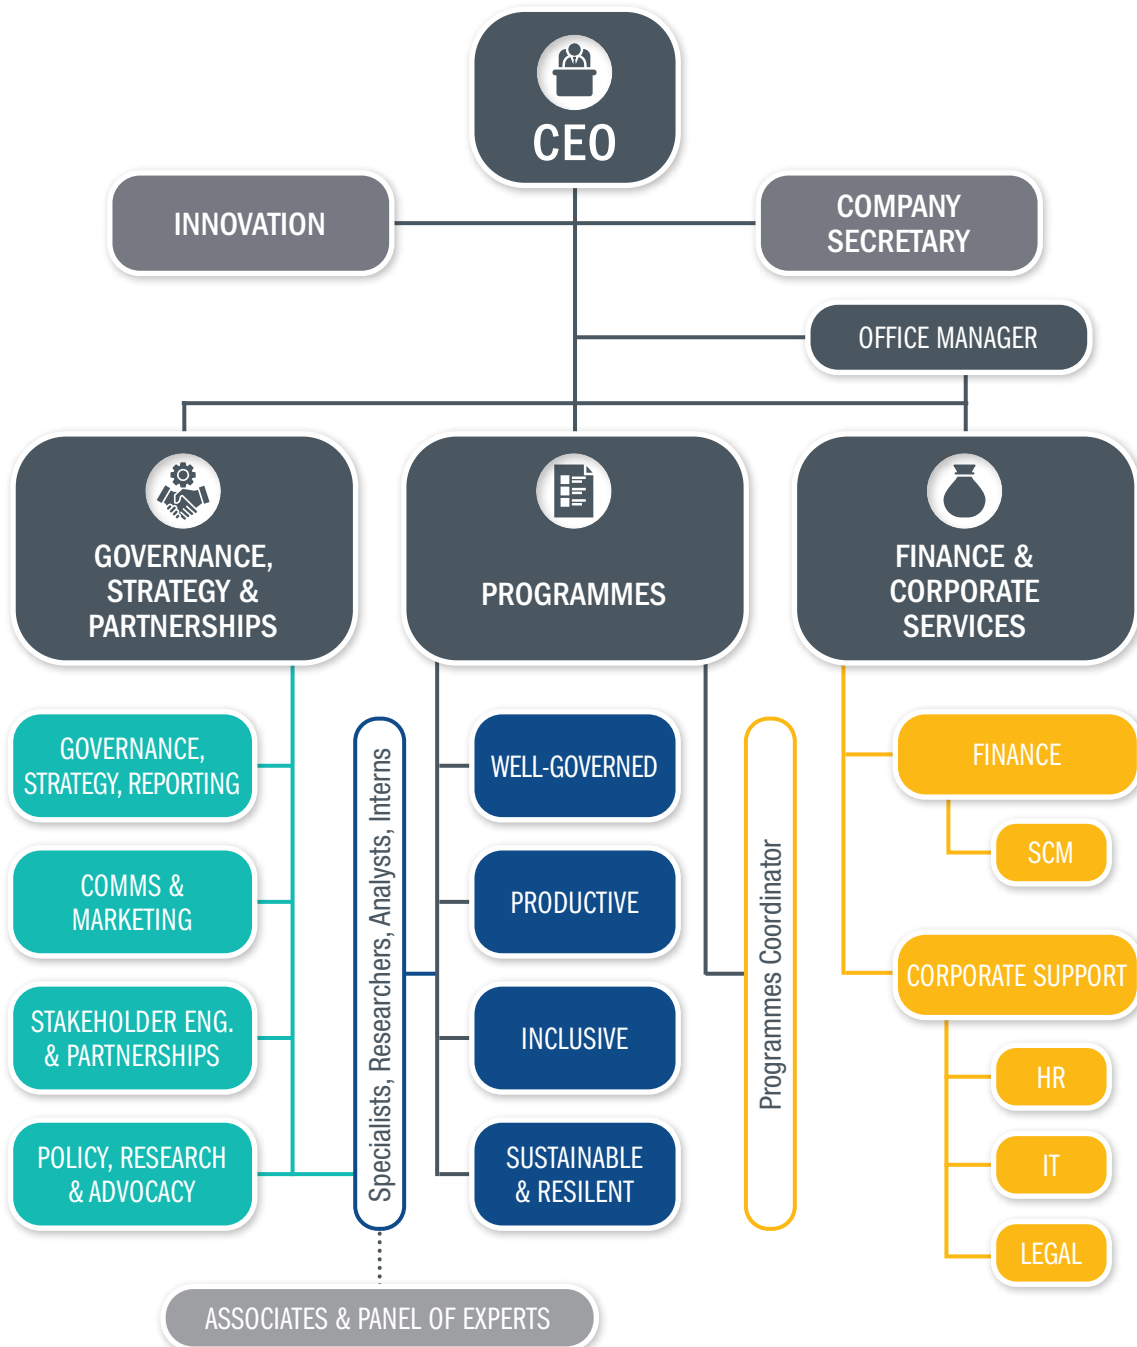 CEO
INNOVATION
COMPANY
SECRETARY
OFFICE MANAGER
GOVERNANCE,
STRATEGY &
PARTNERSHIPS
PROGRAMMES
FINANCE &
CORPORATE
SERVICES
GOVERNANCE,
STRATEGY, REPORTING
COMMS &
MARKETING
STAKEHOLDER ENG.
& PARTNERSHIPS
POLICY, RESEARCH
& ADVOCACY
Specialists, Researchers, Analysts, Interns
WELL-GOVERNED
PRODUCTIVE
INCLUSIVE
SUSTAINABLE
& RESILENT
Programmes Coordinator
FINANCE
SCM
CORPORATE SUPPORT
HR
IT
LEGAL
ASSOCIATES & PANEL OF EXPERTS